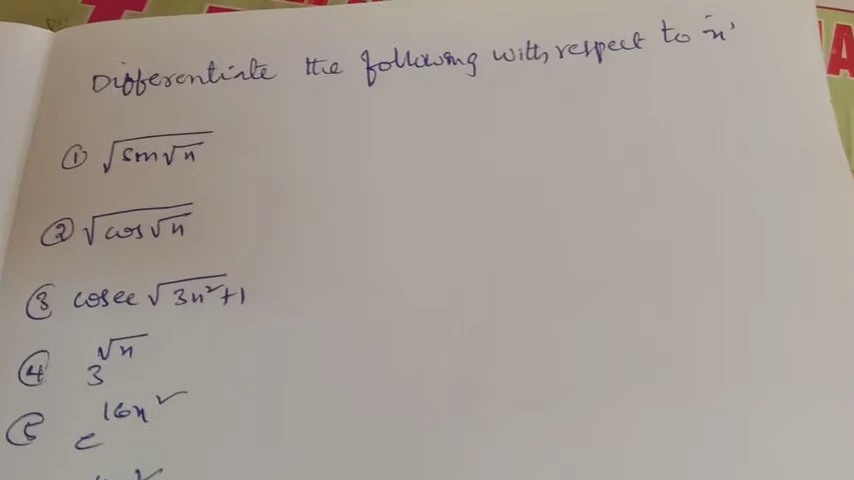 Differentiate the following with respect to 'x'
① √sin√x
② √cos√x
③ cosec √3x²+1
④ 3^√x
⑤ e^16x²